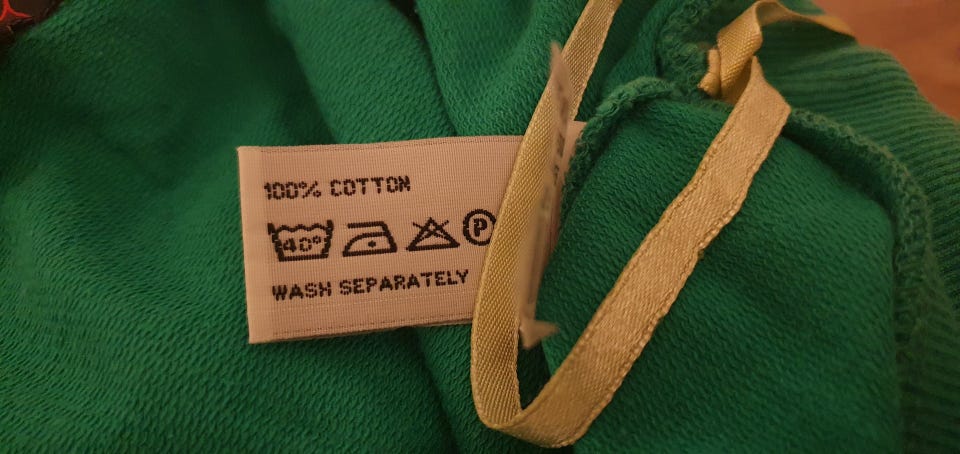 100% COTTON
40°
P
WASH SEPARATELY